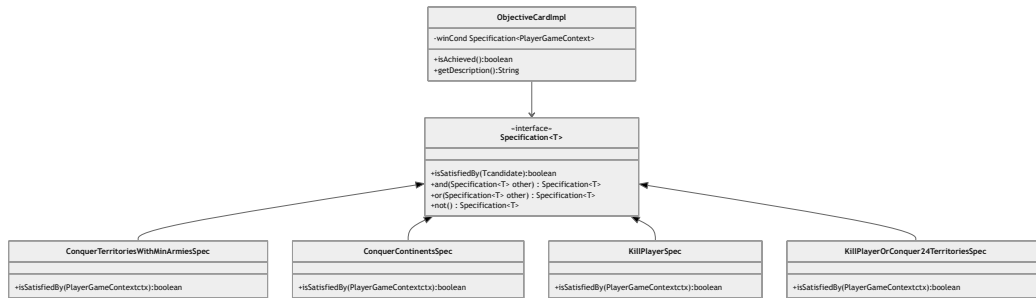 ObjectiveCardImpl
-winCond Specification<PlayerGameContext>
+isAchieved():boolean
+getDescription():String
«interface»
Specification<T>
+isSatisfiedBy(Tcandidate):boolean
+and(Specification<T> other) : Specification<T>
+or(Specification<T> other) : Specification<T>
+not() : Specification<T>
ConquerTerritoriesWithMinArmiesSpec
+isSatisfiedBy(PlayerGameContextctx):boolean
ConquerContinentsSpec
+isSatisfiedBy(PlayerGameContextctx):boolean
KillPlayerSpec
+isSatisfiedBy(PlayerGameContextctx):boolean
KillPlayerOrConquer24TerritoriesSpec
+isSatisfiedBy(PlayerGameContextctx):boolean